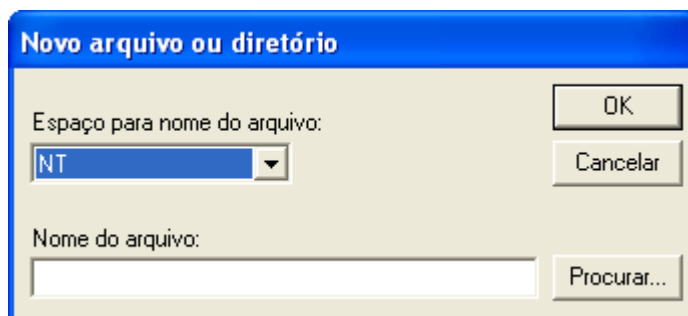 Novo arquivo ou diretório
OK
Espaço para nome do arquivo:
NT
Cancelar
Nome do arquivo:
Procurar...